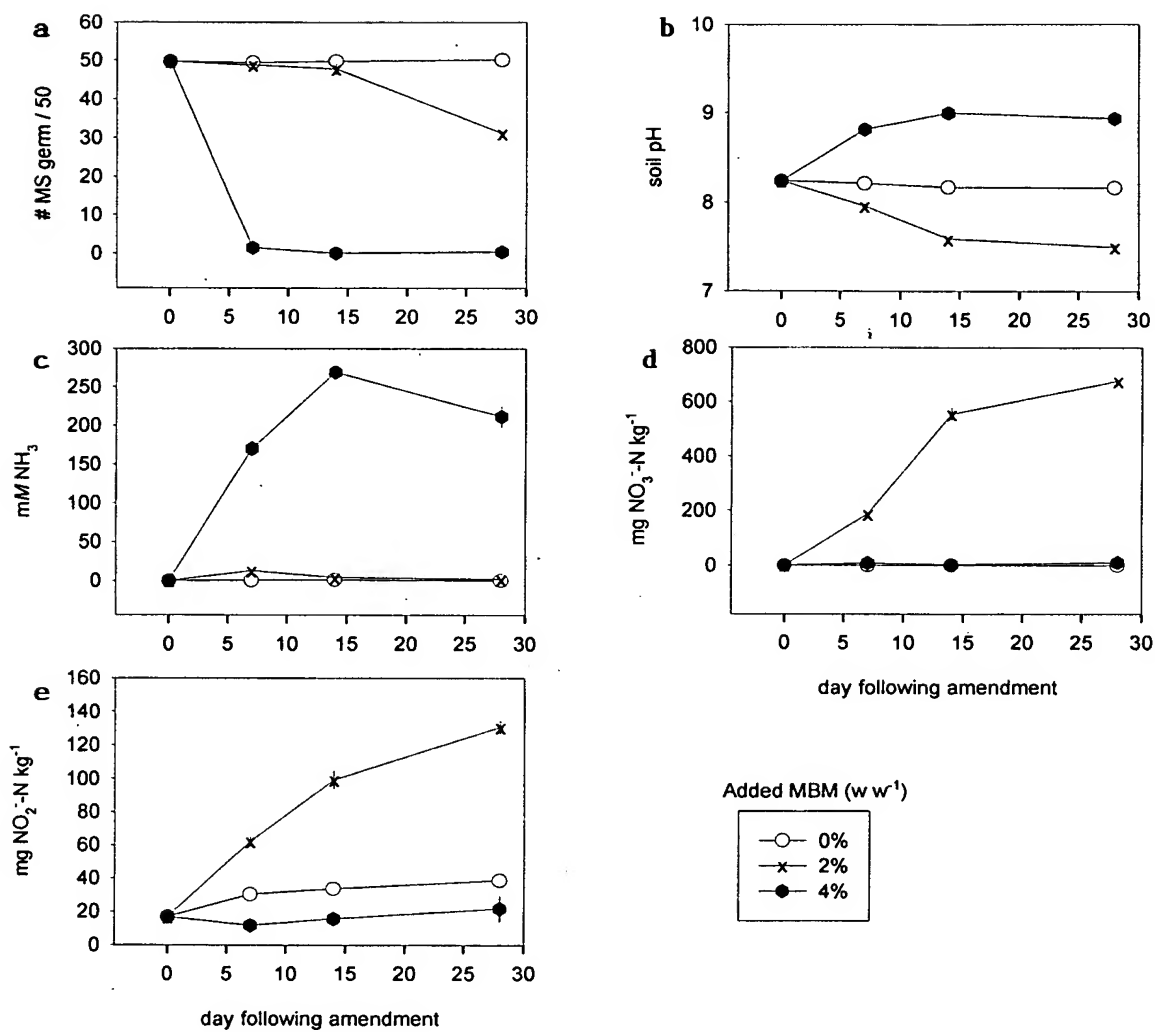 a
60
50
40
30
20
10
0
# MS germ / 50
0 5 10 15 20 25 30
b
10
9
8
7
soil pH
0 5 10 15 20 25 30
c
300
250
200
150
100
50
0
mM NH₃
0 5 10 15 20 25 30
d
800
600
400
200
0
mg NO₃⁻-N kg⁻¹
0 5 10 15 20 25 30
day following amendment
e
160
140
120
100
80
60
40
20
0
mg NO₂⁻-N kg⁻¹
0 5 10 15 20 25 30
day following amendment
Added MBM (w w⁻¹)
0%
2%
4%